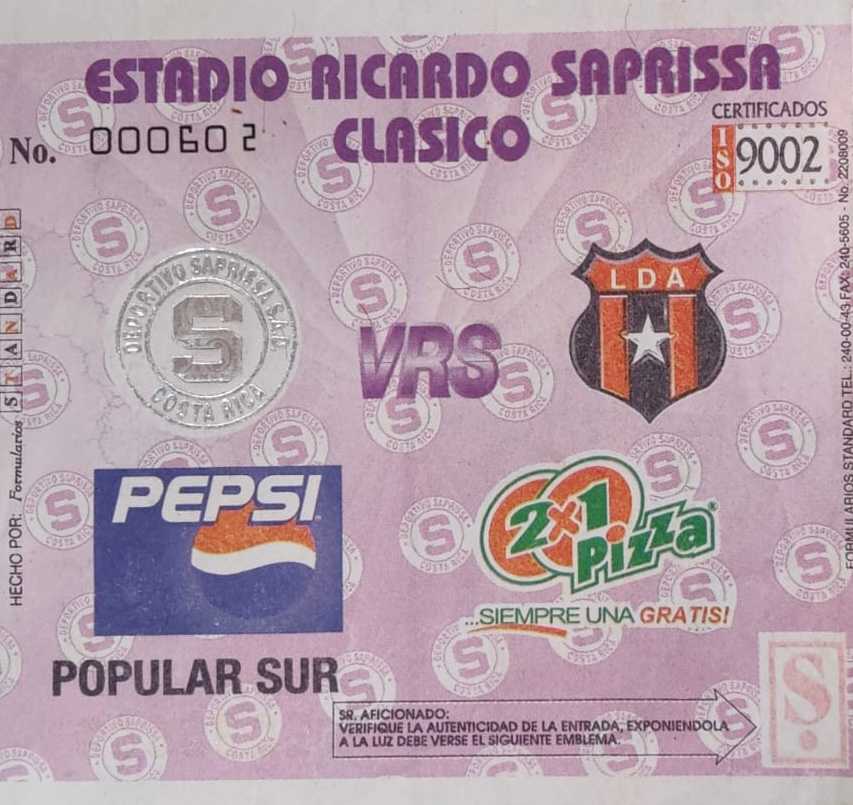 ESTADIO RICARDO SAPRISSA
CLASICO
No. 000602
CERTIFICADOS
ISO 9002
DEPORTIVO SAPRISSA S.A.D.
S
COSTA RICA
VRS
LDA
PEPSI
2x1
Pizza
...SIEMPRE UNA GRATIS!
POPULAR SUR
SR. AFICIONADO:
VERIFIQUE LA AUTENTICIDAD DE LA ENTRADA, EXPONIENDOLA
A LA LUZ DEBE VERSE EL SIGUIENTE EMBLEMA.
S
HECHO POR: Formularios STANDARD
FORMULARIOS STANDARD TEL.: 240-00-43 FAX: 240-5605 - No. 2208009